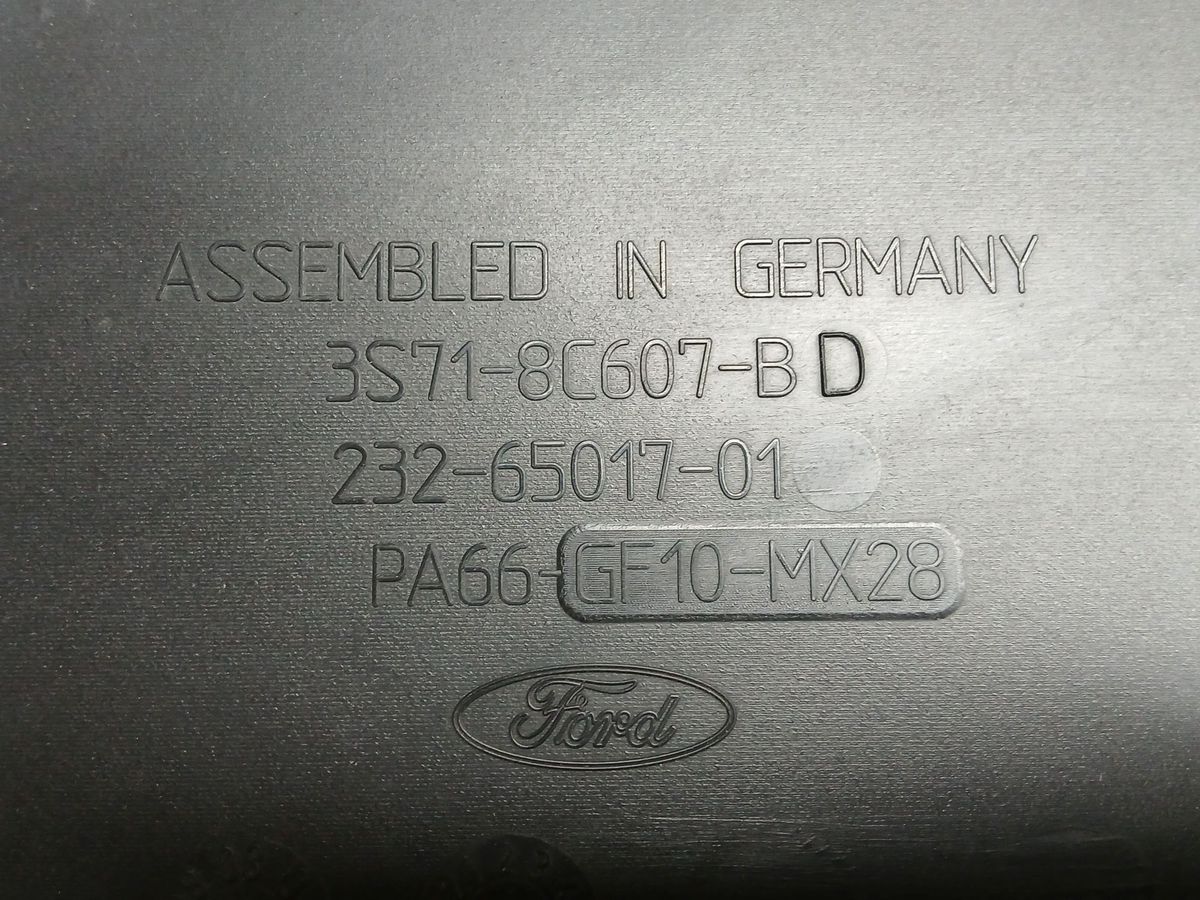 ASSEMBLED IN GERMANY
3S71-8C607-BD
232-65017-01
PA66-GF10-MX28
Ford